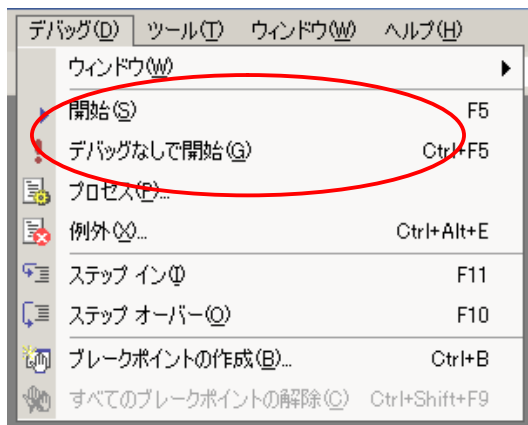 デバッグ(D) ツール(T) ウィンドウ(W) ヘルプ(H)
ウィンドウ(W)
開始(S) F5
デバッグなしで開始(G) Ctrl+F5
プロセス(P)...
例外(X)... Ctrl+Alt+E
ステップ イン(I) F11
ステップ オーバー(O) F10
ブレークポイントの作成(B)... Ctrl+B
すべてのブレークポイントの解除(C) Ctrl+Shift+F9